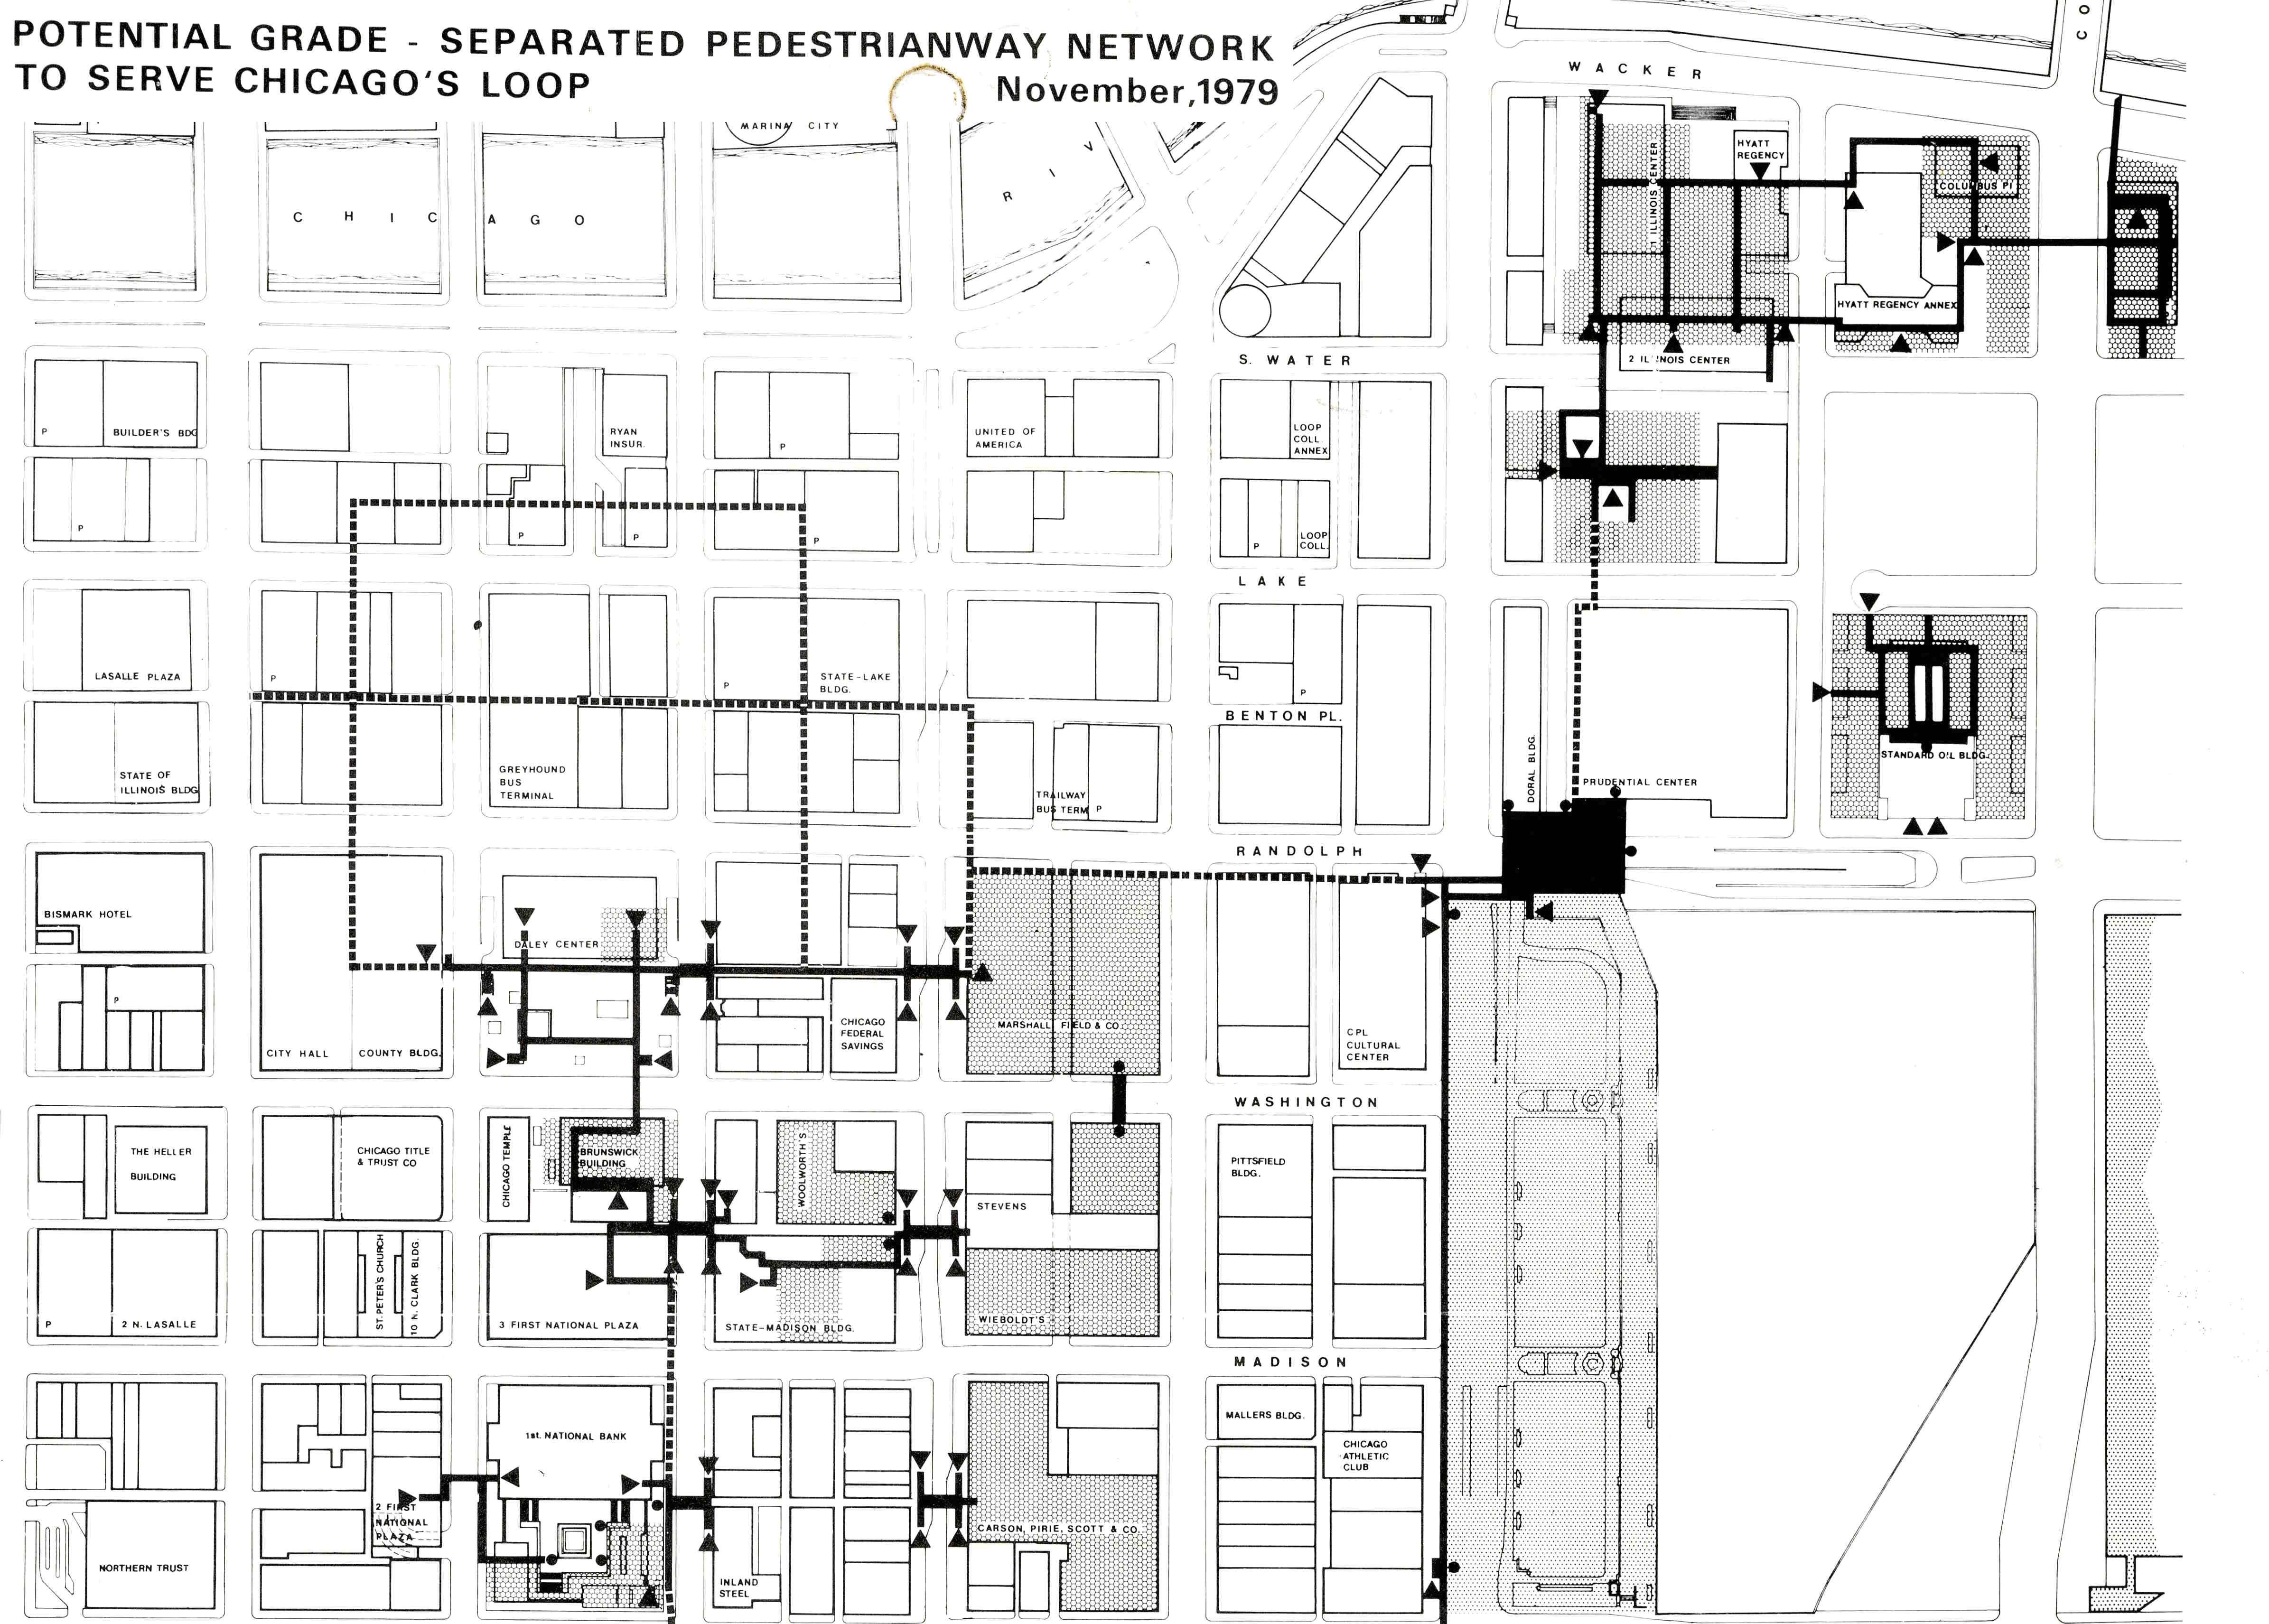 POTENTIAL GRADE - SEPARATED PEDESTRIANWAY NETWORK
TO SERVE CHICAGO'S LOOP
November, 1979
MARINA CITY
CHICAGO
RIV
WACKER
CO
1 ILLINOIS CENTER
HYATT
REGENCY
COLUMBUS Pl
HYATT REGENCY ANNEX
S. WATER
2 ILLINOIS CENTER
P
BUILDER'S BDG
RYAN
INSUR.
P
UNITED OF
AMERICA
LOOP
COLL.
ANNEX
P
P
P
P
P
LOOP
COLL.
LAKE
LASALLE PLAZA
P
P
STATE-LAKE
BLDG.
P
BENTON PL.
STATE OF
ILLINOIS BLDG
GREYHOUND
BUS
TERMINAL
TRAILWAY
BUS TERM P
DORAL BLDG.
PRUDENTIAL CENTER
STANDARD OIL BLDG.
RANDOLPH
BISMARK HOTEL
DALEY CENTER
P
CITY HALL
COUNTY BLDG.
CHICAGO
FEDERAL
SAVINGS
MARSHALL FIELD & CO.
CPL
CULTURAL
CENTER
WASHINGTON
THE HELLER
BUILDING
CHICAGO TITLE
& TRUST CO
CHICAGO TEMPLE
BRUNSWICK
BUILDING
WOOLWORTH'S
STEVENS
PITTSFIELD
BLDG.
P
2 N. LASALLE
ST. PETER'S CHURCH
10 N. CLARK BLDG.
3 FIRST NATIONAL PLAZA
STATE-MADISON BLDG.
WIEBOLDT'S
MADISON
1st. NATIONAL BANK
MALLERS BLDG.
CHICAGO
ATHLETIC
CLUB
2 FIRST
NATIONAL
PLAZA
NORTHERN TRUST
INLAND
STEEL
CARSON, PIRIE, SCOTT & CO.